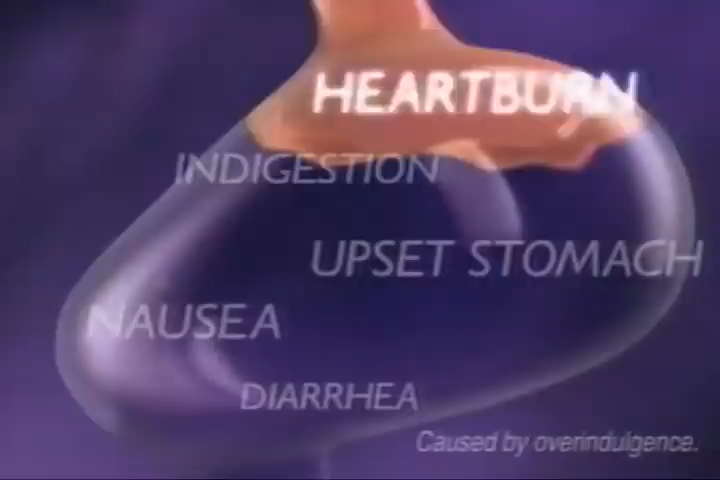 HEARTBURN
INDIGESTION
UPSET STOMACH
NAUSEA
DIARRHEA
Caused by overindulgence.